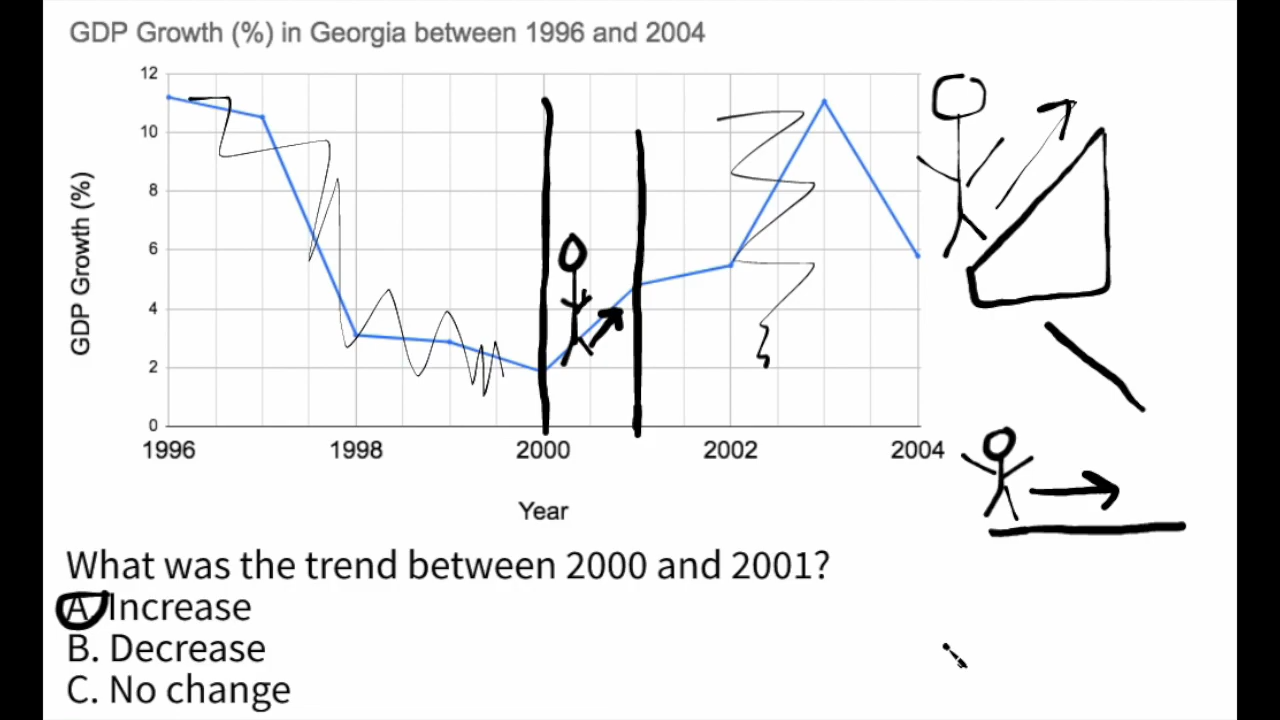 GDP Growth (%) in Georgia between 1996 and 2004
12
10
8
6
4
2
0
GDP Growth (%)
1996 1998 2000 2002 2004
Year
What was the trend between 2000 and 2001?
A. Increase
B. Decrease
C. No change